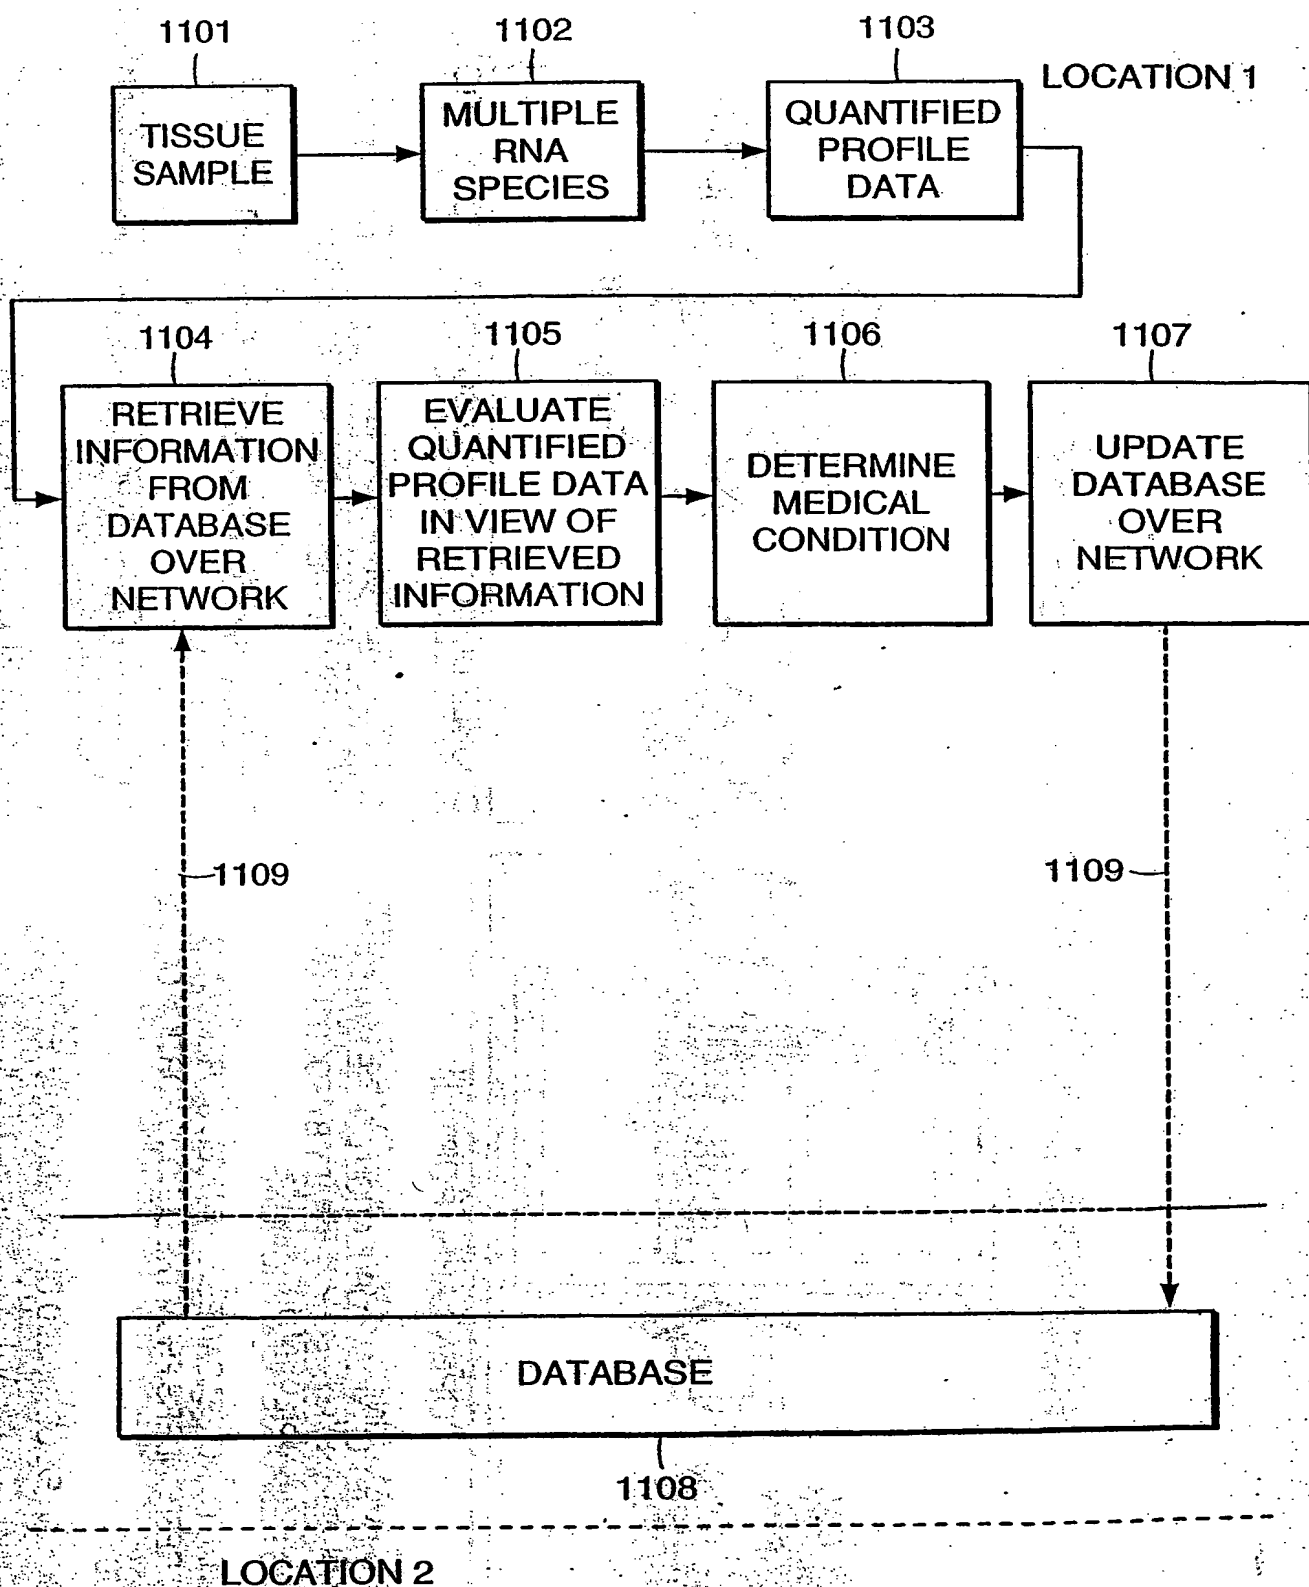 1101
1102
1103
LOCATION 1
TISSUE
SAMPLE
MULTIPLE
RNA
SPECIES
QUANTIFIED
PROFILE
DATA
1104
1105
1106
1107
RETRIEVE
INFORMATION
FROM
DATABASE
OVER
NETWORK
EVALUATE
QUANTIFIED
PROFILE DATA
IN VIEW OF
RETRIEVED
INFORMATION
DETERMINE
MEDICAL
CONDITION
UPDATE
DATABASE
OVER
NETWORK
1109
1109
DATABASE
1108
LOCATION 2